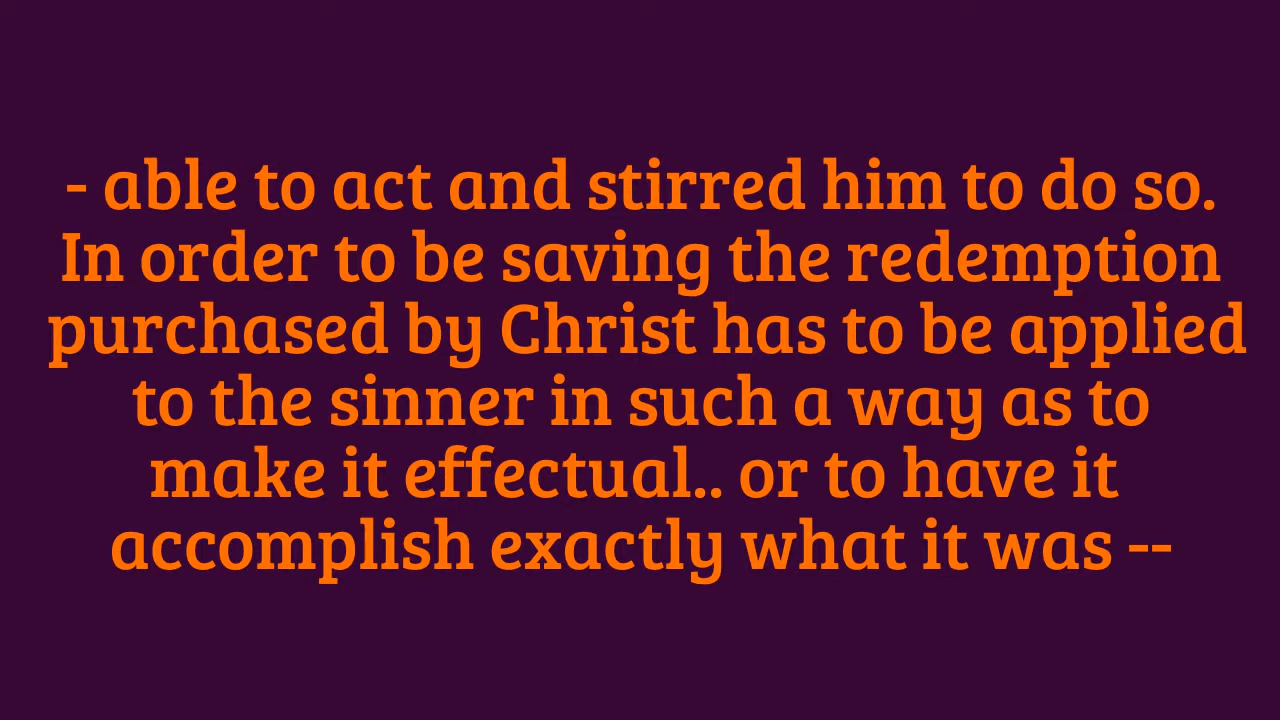 - able to act and stirred him to do so.
In order to be saving the redemption
purchased by Christ has to be applied
to the sinner in such a way as to
make it effectual.. or to have it
accomplish exactly what it was --